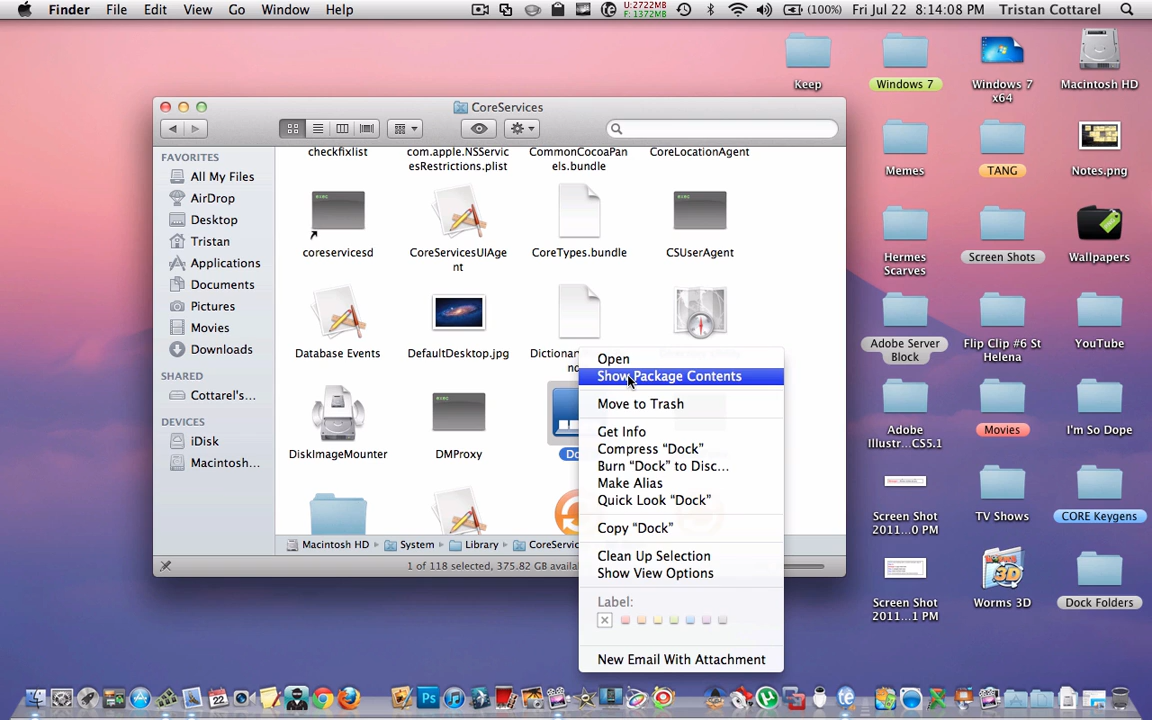 Finder File Edit View Go Window Help
U:2722MB
F:1372MB
(100%) Fri Jul 22 8:14:08 PM Tristan Cottarel
CoreServices
FAVORITES
All My Files
AirDrop
Desktop
Tristan
Applications
Documents
Pictures
Movies
Downloads
SHARED
Cottarel's...
DEVICES
iDisk
Macintosh...
checkfixlist
com.apple.NSServic
esRestrictions.plist
CommonCocoaPan
els.bundle
CoreLocationAgent
coreservicesd
CoreServicesUIAge
nt
CoreTypes.bundle
CSUserAgent
Database Events
DefaultDesktop.jpg
Dictionar
DiskImageMounter
DMProxy
Macintosh HD System Library CoreServic
1 of 118 selected, 375.82 GB availa
Open
Show Package Contents
Move to Trash
Get Info
Compress “Dock”
Burn “Dock” to Disc...
Make Alias
Quick Look “Dock”
Copy “Dock”
Clean Up Selection
Show View Options
Label:
New Email With Attachment
Keep
Windows 7
Windows 7
x64
Macintosh HD
Memes
TANG
Notes.png
Hermes
Scarves
Screen Shots
Wallpapers
Adobe Server
Block
Flip Clip #6 St
Helena
YouTube
Adobe
Illustr...CS5.1
Movies
I'm So Dope
Screen Shot
2011...0 PM
TV Shows
CORE Keygens
Screen Shot
2011...1 PM
Worms 3D
Dock Folders